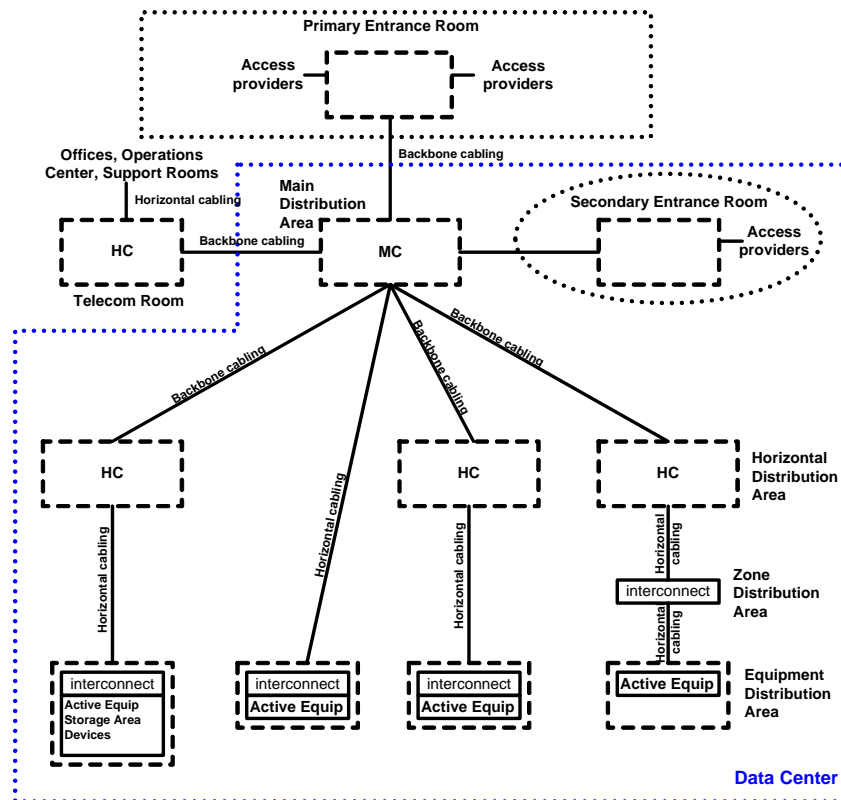 Primary Entrance Room
Access
providers
Access
providers
Offices, Operations
Center, Support Rooms
Backbone cabling
Horizontal cabling
Main
Distribution
Area
Secondary Entrance Room
HC
Backbone cabling
MC
Access
providers
Telecom Room
Backbone cabling
Backbone
cabling
Backbone cabling
HC
HC
HC
Horizontal
Distribution
Area
Horizontal cabling
Horizontal cabling
Horizontal cabling
Horizontal
cabling
interconnect
Zone
Distribution
Area
Horizontal
cabling
interconnect
Active Equip
Storage Area
Devices
interconnect
Active Equip
interconnect
Active Equip
Active Equip
Equipment
Distribution
Area
Data Center